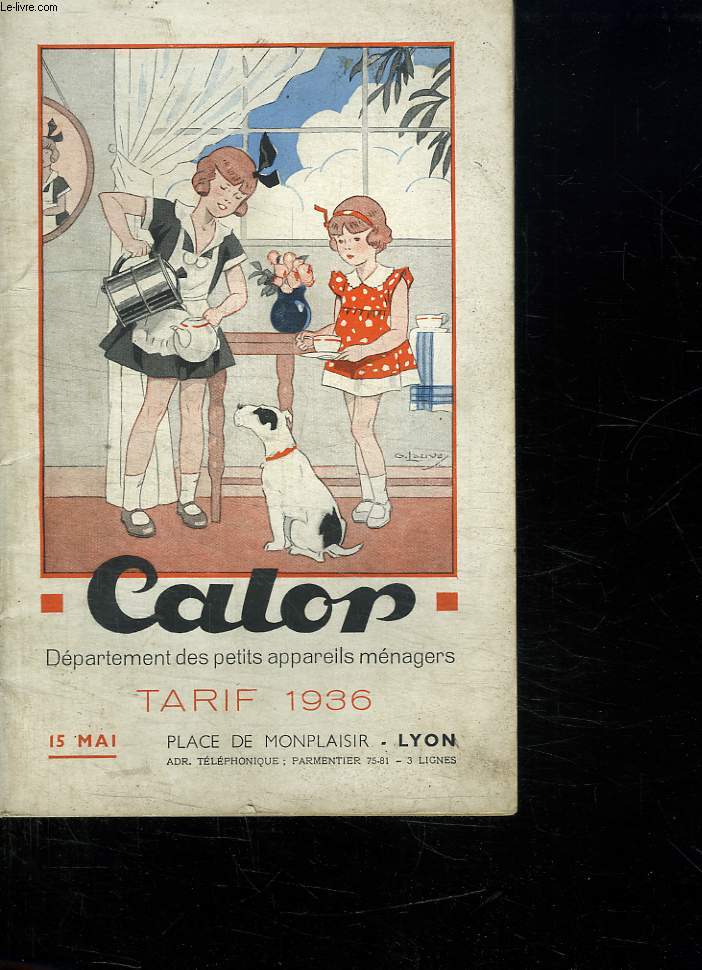 Le-livre.com
Calor
Département des petits appareils ménagers
TARIF 1936
15 MAI
PLACE DE MONPLAISIR - LYON
ADR. TÉLÉPHONIQUE ; PARMENTIER 75-81 - 3 LIGNES